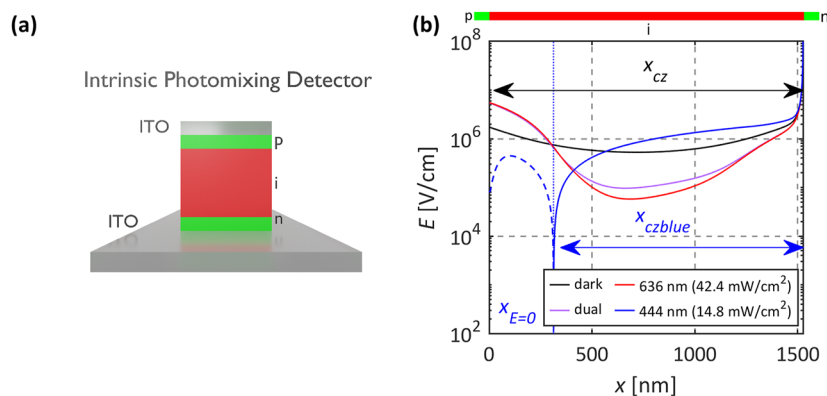 (a)
Intrinsic Photomixing Detector
ITO
p
i
n
ITO
(b)
p
n
i
E [V/cm]
10^8
10^6
10^4
10^2
x_cz
x_czblue
x_E=0
dark
636 nm (42.4 mW/cm^2)
dual
444 nm (14.8 mW/cm^2)
0
500
1000
1500
x [nm]